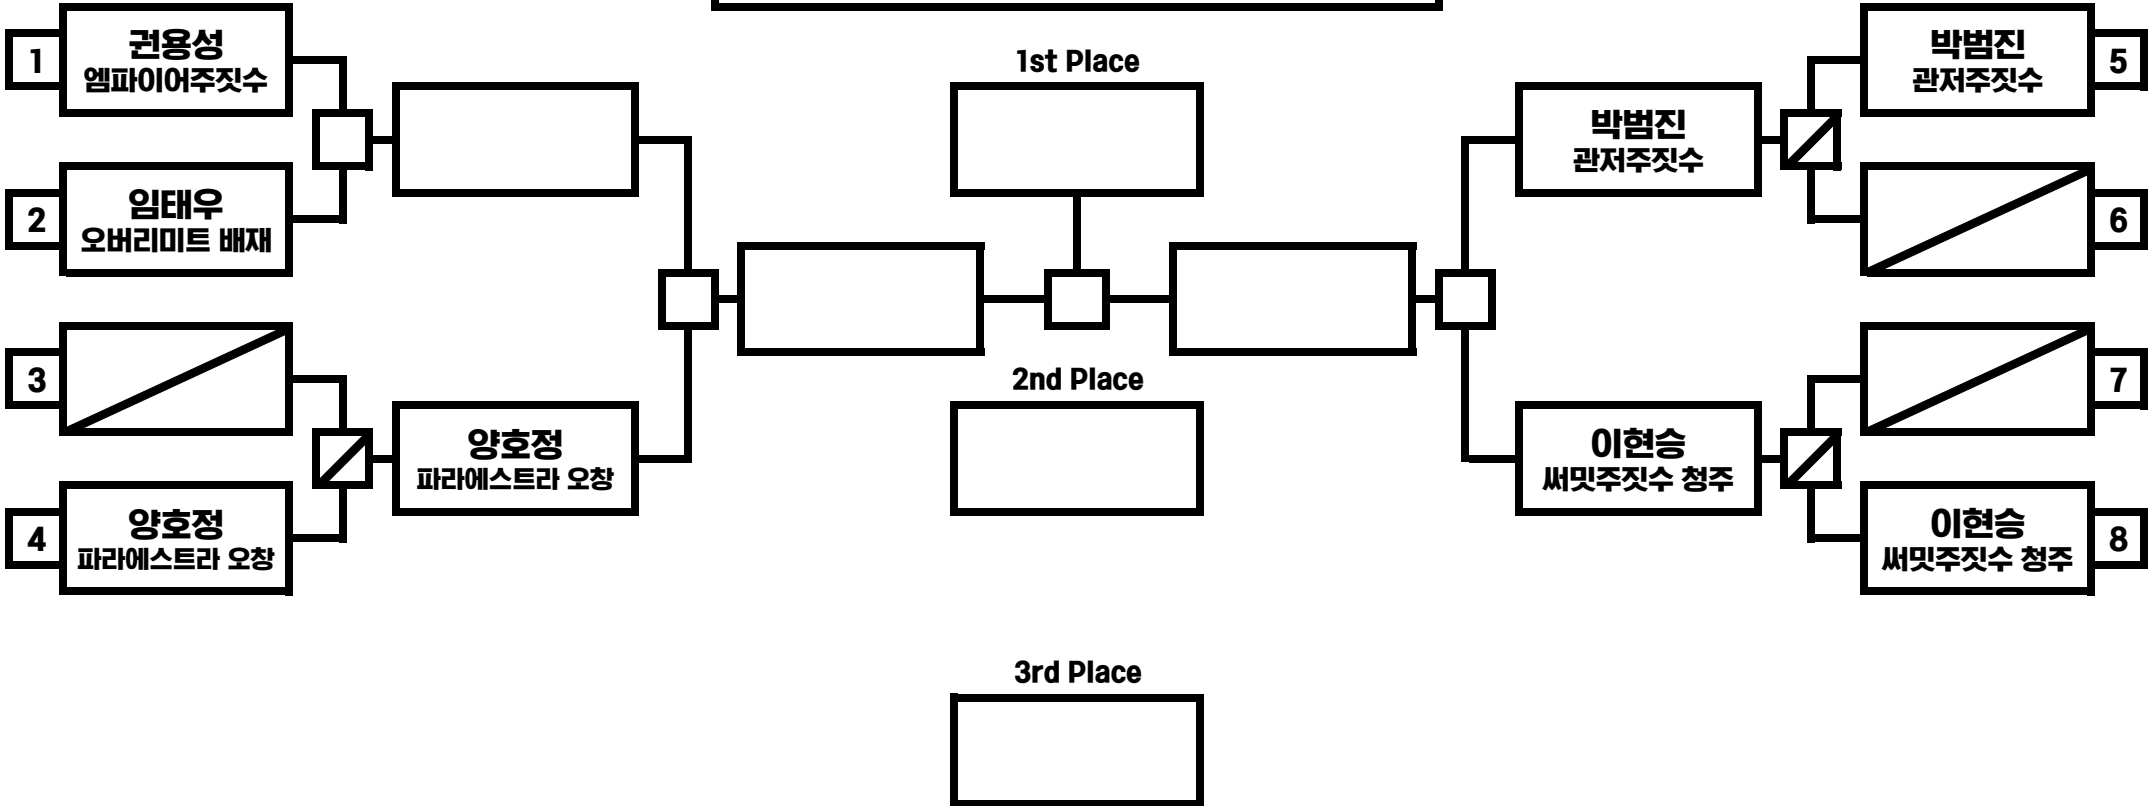 1
권용성
엠파이어주짓수
2
임태우
오버리미트 배재
3
4
양호정
파라에스트라 오창
양호정
파라에스트라 오창
1st Place
2nd Place
3rd Place
박범진
관저주짓수
이현승
써밋주짓수 청주
박범진
관저주짓수
5
6
7
이현승
써밋주짓수 청주
8